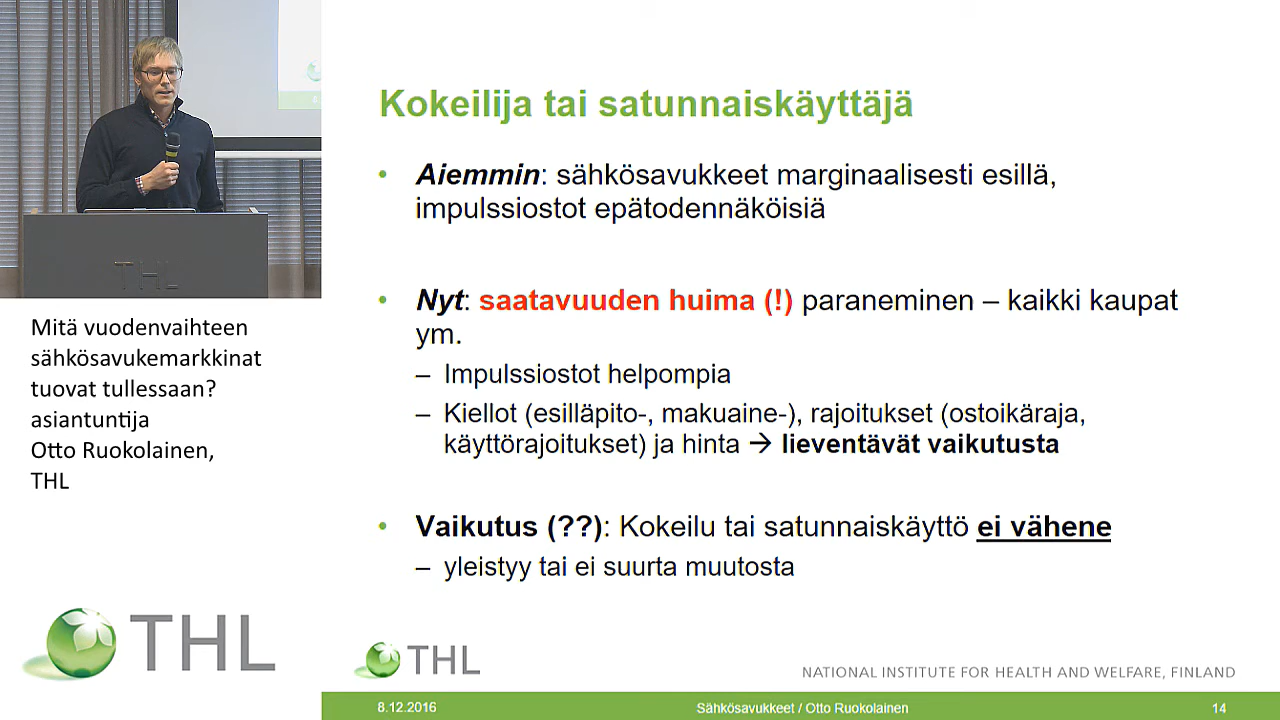 THL
Mitä vuodenvaihteen
sähkösavukemarkkinat
tuovat tullessaan?
asiantuntija
Otto Ruokolainen,
THL
THL
Kokeilija tai satunnaiskäyttäjä
• Aiemmin: sähkösavukkeet marginaalisesti esillä,
impulssiostot epätodennäköisiä
• Nyt: saatavuuden huima (!) paraneminen – kaikki kaupat
ym.
– Impulssiostot helpompia
– Kiellot (esilläpito-, makuaine-), rajoitukset (ostoikäraja,
käyttörajoitukset) ja hinta → lieventävät vaikutusta
• Vaikutus (??): Kokeilu tai satunnaiskäyttö ei vähene
– yleistyy tai ei suurta muutosta
THL
NATIONAL INSTITUTE FOR HEALTH AND WELFARE, FINLAND
8.12.2016 Sähkösavukkeet / Otto Ruokolainen 14